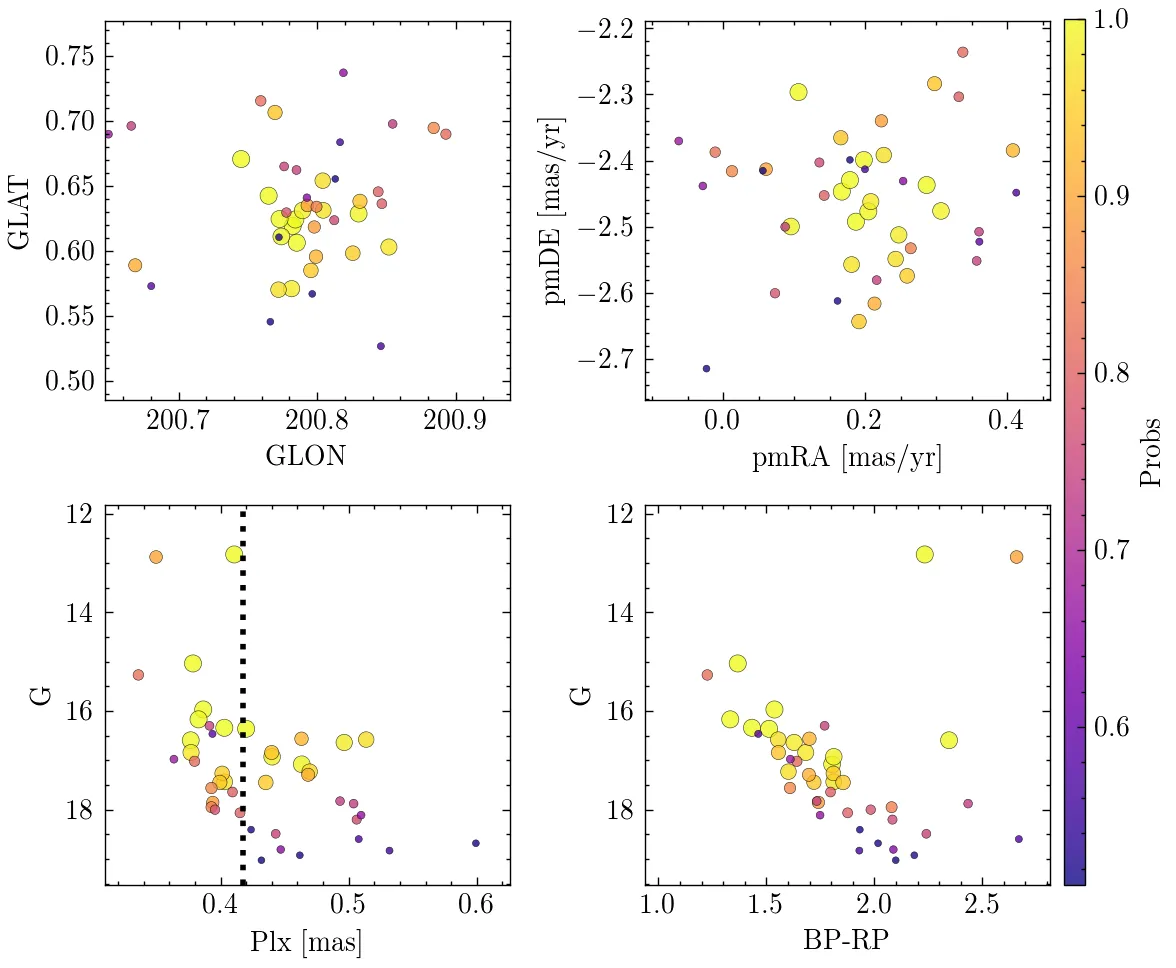 0.75
0.70
0.65
0.60
0.55
0.50
GLAT
200.7 200.8 200.9
GLON
−2.2
−2.3
−2.4
−2.5
−2.6
−2.7
pmDE [mas/yr]
0.0 0.2 0.4
pmRA [mas/yr]
1.0
0.9
0.8
0.7
0.6
Probs
12
14
16
18
G
0.4 0.5 0.6
Plx [mas]
12
14
16
18
G
1.0 1.5 2.0 2.5
BP-RP